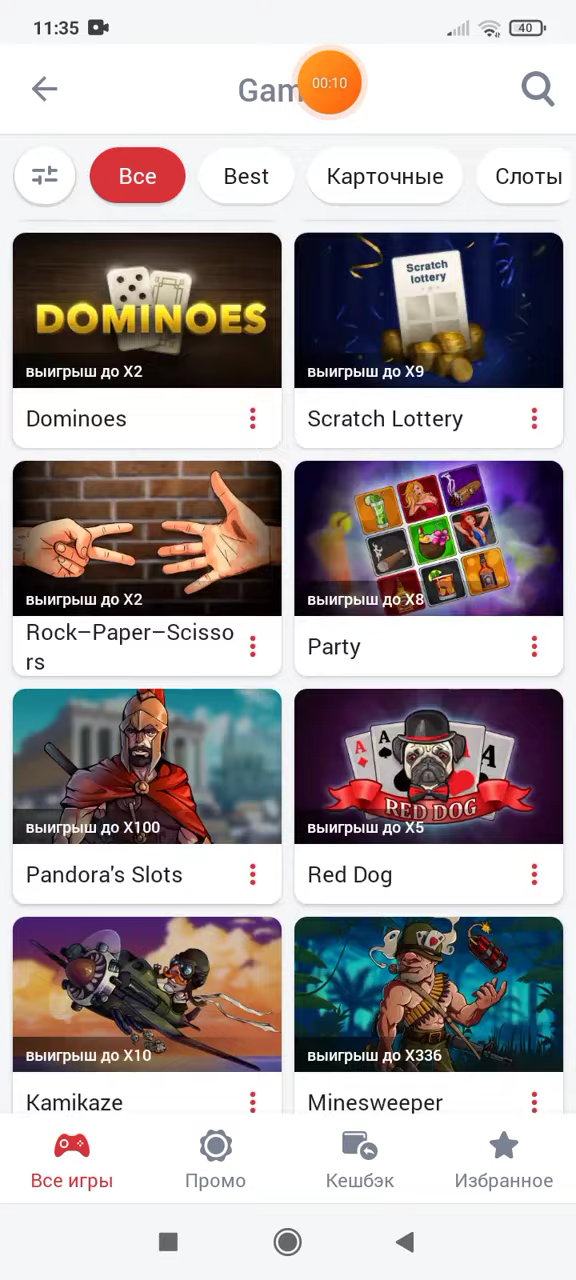 11:35
40
Gam
00:10
Все
Best
Карточные
Слоты
DOMINOES
выигрыш до X2
Dominoes
Scratch
lottery
выигрыш до X9
Scratch Lottery
выигрыш до X2
Rock–Paper–Scisso
rs
выигрыш до X8
Party
выигрыш до X100
Pandora's Slots
A
A
A
RED DOG
выигрыш до X5
Red Dog
выигрыш до X10
Kamikaze
выигрыш до X336
Minesweeper
Все игры
Промо
Кешбэк
Избранное